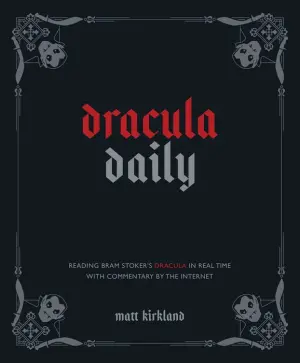 dracula
daily
READING BRAM STOKER'S DRACULA IN REAL TIME
WITH COMMENTARY BY THE INTERNET
matt kirkland